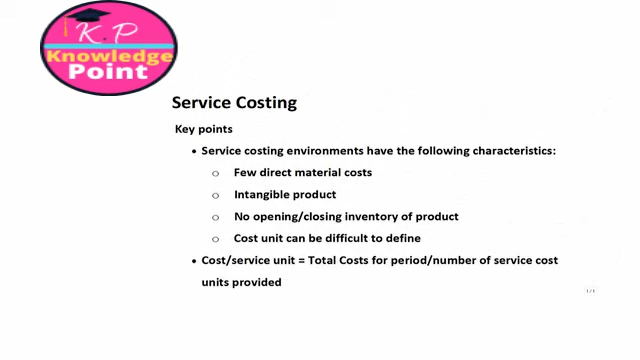 K.P
Knowledge
Point
Service Costing
Key points
• Service costing environments have the following characteristics:
o Few direct material costs
o Intangible product
o No opening/closing inventory of product
o Cost unit can be difficult to define
• Cost/service unit = Total Costs for period/number of service cost
units provided